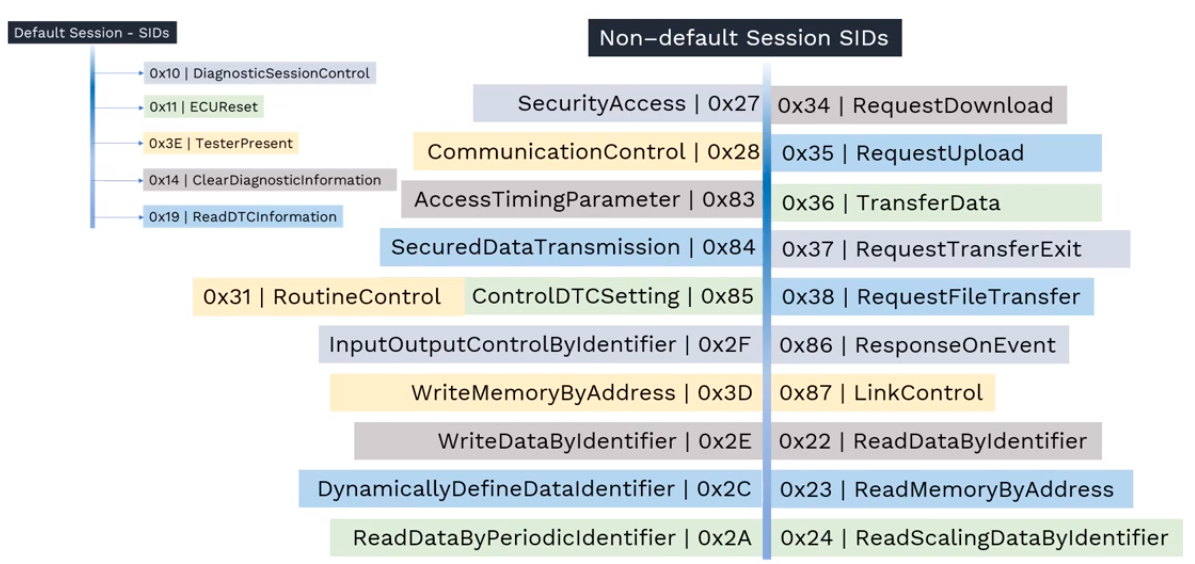 Default Session - SIDs
0x10 | DiagnosticSessionControl
0x11 | ECUReset
0x3E | TesterPresent
0x14 | ClearDiagnosticInformation
0x19 | ReadDTCInformation
Non–default Session SIDs
SecurityAccess | 0x27
0x34 | RequestDownload
CommunicationControl | 0x28
0x35 | RequestUpload
AccessTimingParameter | 0x83
0x36 | TransferData
SecuredDataTransmission | 0x84
0x37 | RequestTransferExit
0x31 | RoutineControl
ControlDTCSetting | 0x85
0x38 | RequestFileTransfer
InputOutputControlByIdentifier | 0x2F
0x86 | ResponseOnEvent
WriteMemoryByAddress | 0x3D
0x87 | LinkControl
WriteDataByIdentifier | 0x2E
0x22 | ReadDataByIdentifier
DynamicallyDefineDataIdentifier | 0x2C
0x23 | ReadMemoryByAddress
ReadDataByPeriodicIdentifier | 0x2A
0x24 | ReadScalingDataByIdentifier